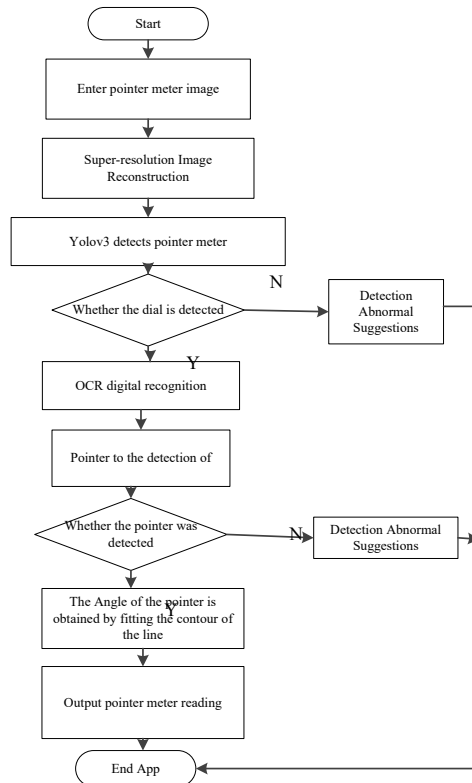 Start
Enter pointer meter image
Super-resolution Image
Reconstruction
Yolov3 detects pointer meter
N
Whether the dial is detected
Detection
Abnormal
Suggestions
Y
OCR digital recognition
Pointer to the detection of
Whether the pointer was
detected
N
Detection Abnormal
Suggestions
The Angle of the pointer is
obtained by fitting the contour of
the line
Y
Output pointer meter reading
End App